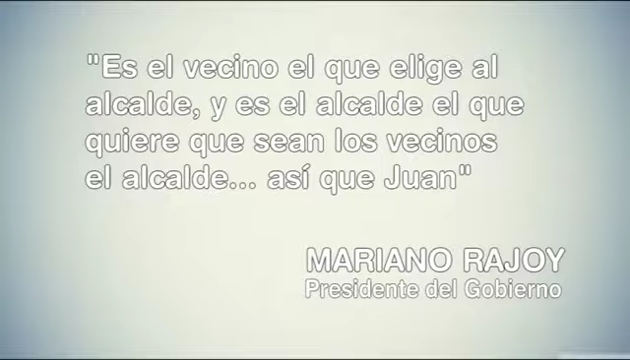 "Es el vecino el que elige al
alcalde, y es el alcalde el que
quiere que sean los vecinos
el alcalde... así que Juan"
MARIANO RAJOY
Presidente del Gobierno